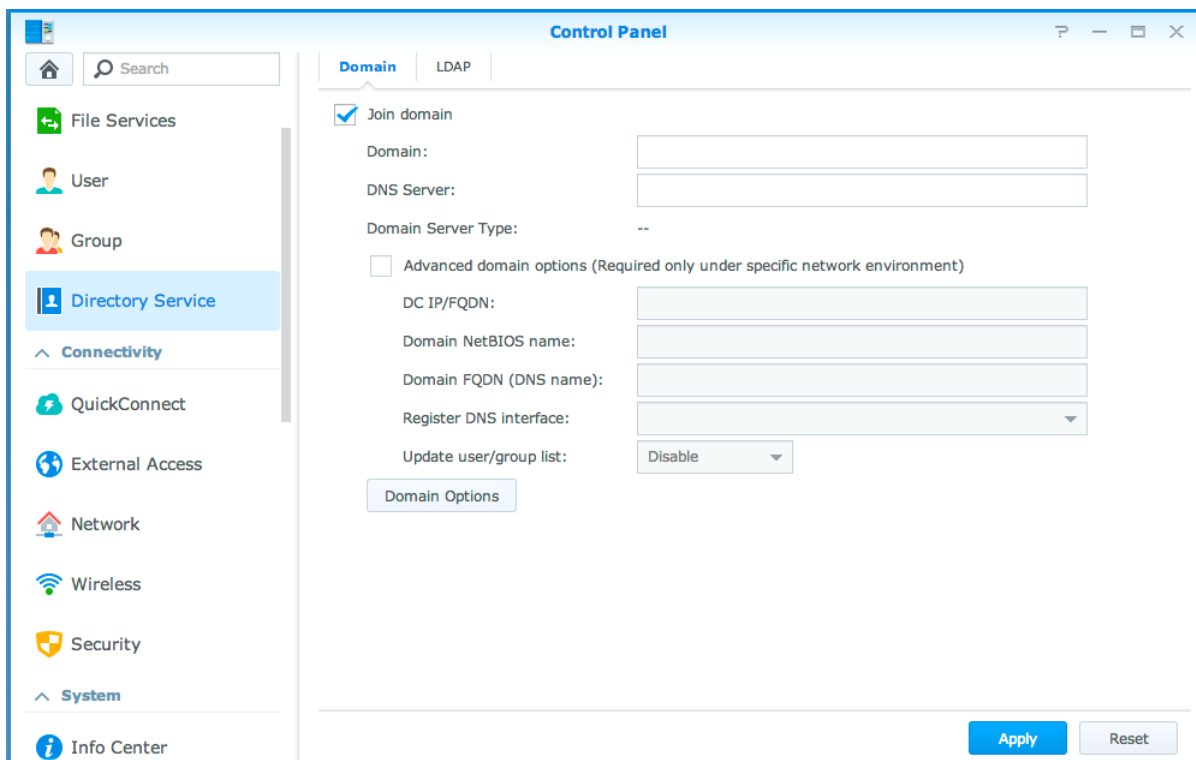 Control Panel
Search
File Services
User
Group
Directory Service
Connectivity
QuickConnect
External Access
Network
Wireless
Security
System
Info Center
Domain
LDAP
Join domain
Domain:
DNS Server:
Domain Server Type: --
Advanced domain options (Required only under specific network environment)
DC IP/FQDN:
Domain NetBIOS name:
Domain FQDN (DNS name):
Register DNS interface:
Update user/group list: Disable
Domain Options
Apply Reset